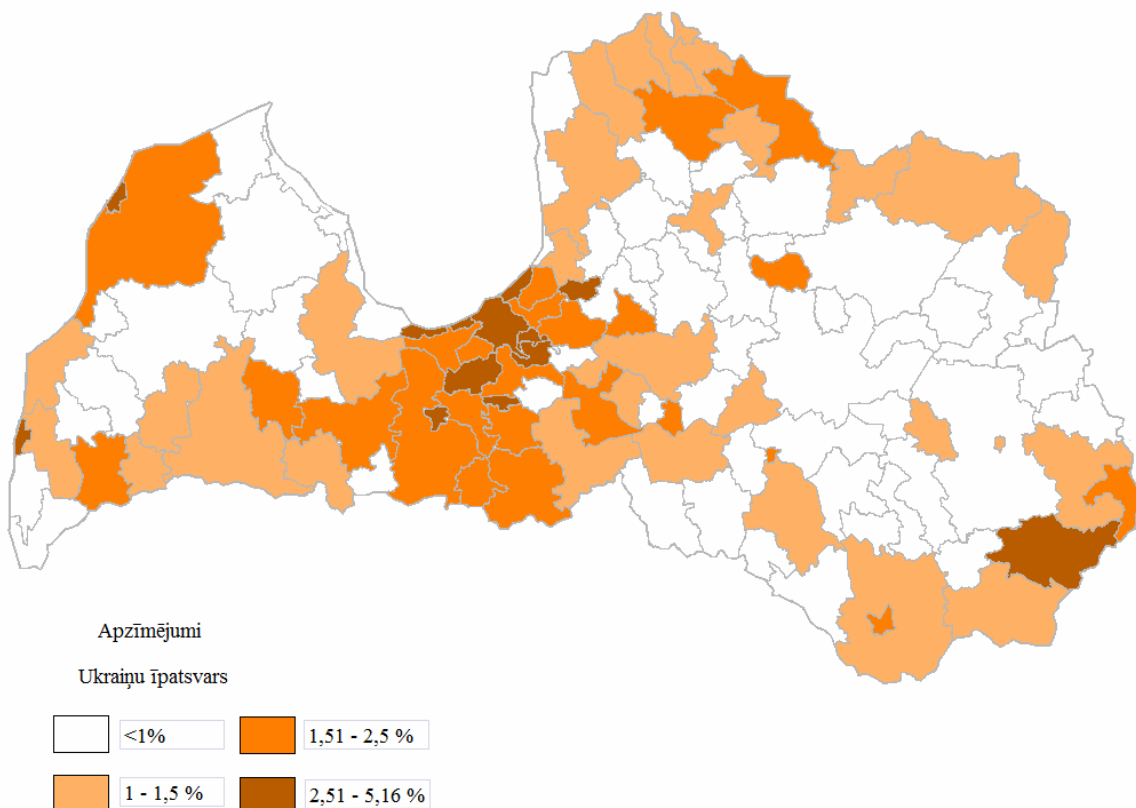 Apzīmējumi
Ukraiņu īpatsvars
<1%
1,51 - 2,5 %
1 - 1,5 %
2,51 - 5,16 %